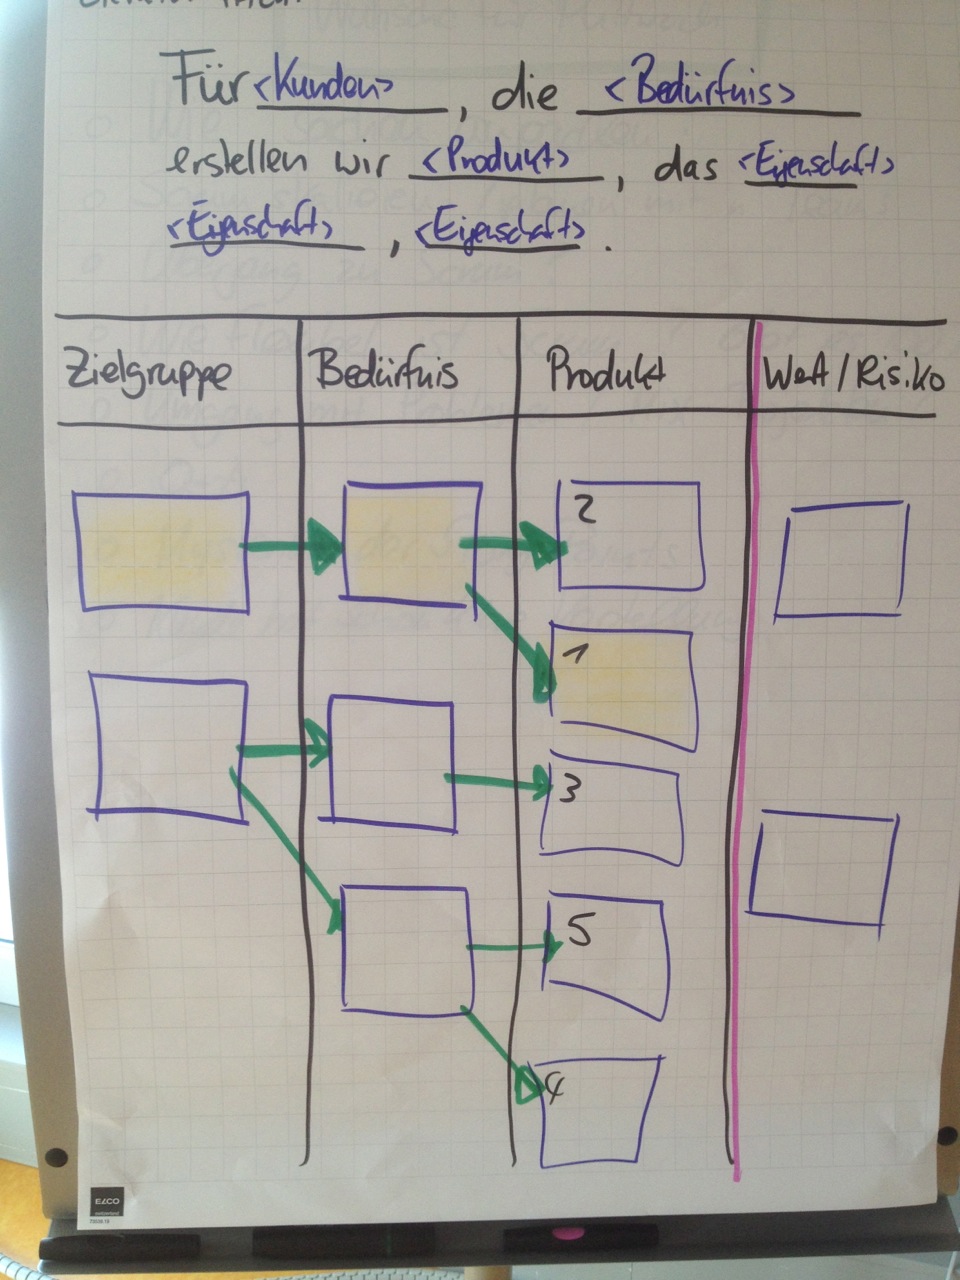 Für <Kunden>, die <Bedürfnis>
erstellen wir <Produkt>, das <Eigenschaft>
<Eigenschaft>, <Eigenschaft>.
Zielgruppe Bedürfnis Produkt Wert/Risiko
2
1
3
5
4
ELCO